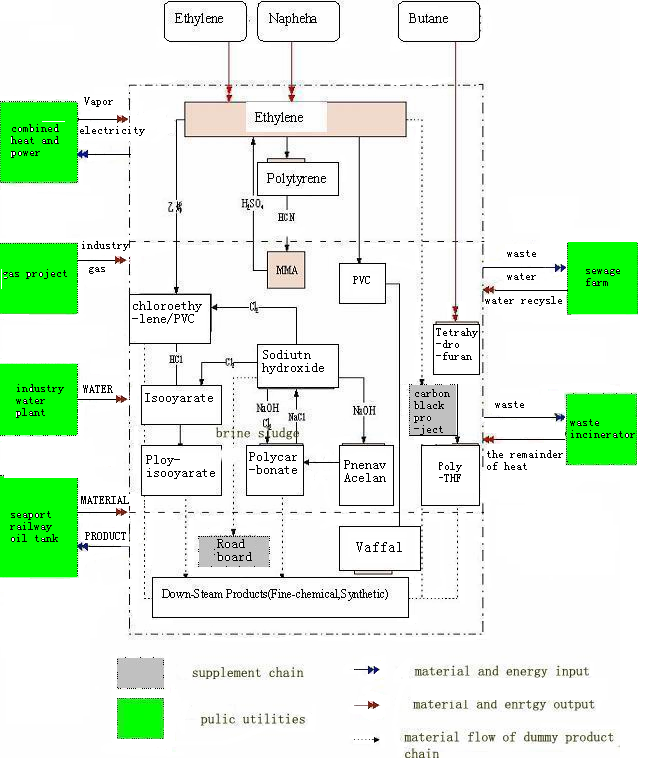 Ethylene
Napheha
Butane
Vapor
electricity
combined
heat and
power
Ethylene
Polytyrene
H2SO4
HCN
industry
gas
gas project
MMA
PVC
waste
water
water recysle
sewage
farm
chloroethy
-lene/PVC
Cl2
Tetrahy
-dro
-furan
HCl
Cl2
Sodiutn
hydroxide
industry
water
plant
WATER
Isooyarate
NaOH
Cl2
NaCl
NaOH
carbon
black
pro
-ject
waste
waste
incinerator
brine sludge
the remainder
of heat
Ploy-
isooyarate
Polycar
-bonate
Pnenav
Acelan
Poly
-THF
seaport
railway
oil tank
MATERIAL
PRODUCT
Road
board
Vaffal
Down-Steam Products(Fine-chemical,Synthetic)
supplement chain
material and energy input
pulic utilities
material and enrtgy output
material flow of dummy product
chain